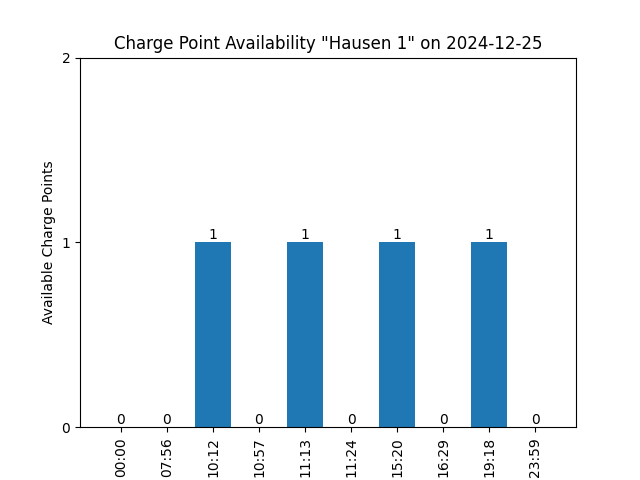 Charge Point Availability "Hausen 1" on 2024-12-25
Available Charge Points
2
1
0
0 0 1 0 1 0 1 0 1 0
00:00 07:56 10:12 10:57 11:13 11:24 15:20 16:29 19:18 23:59